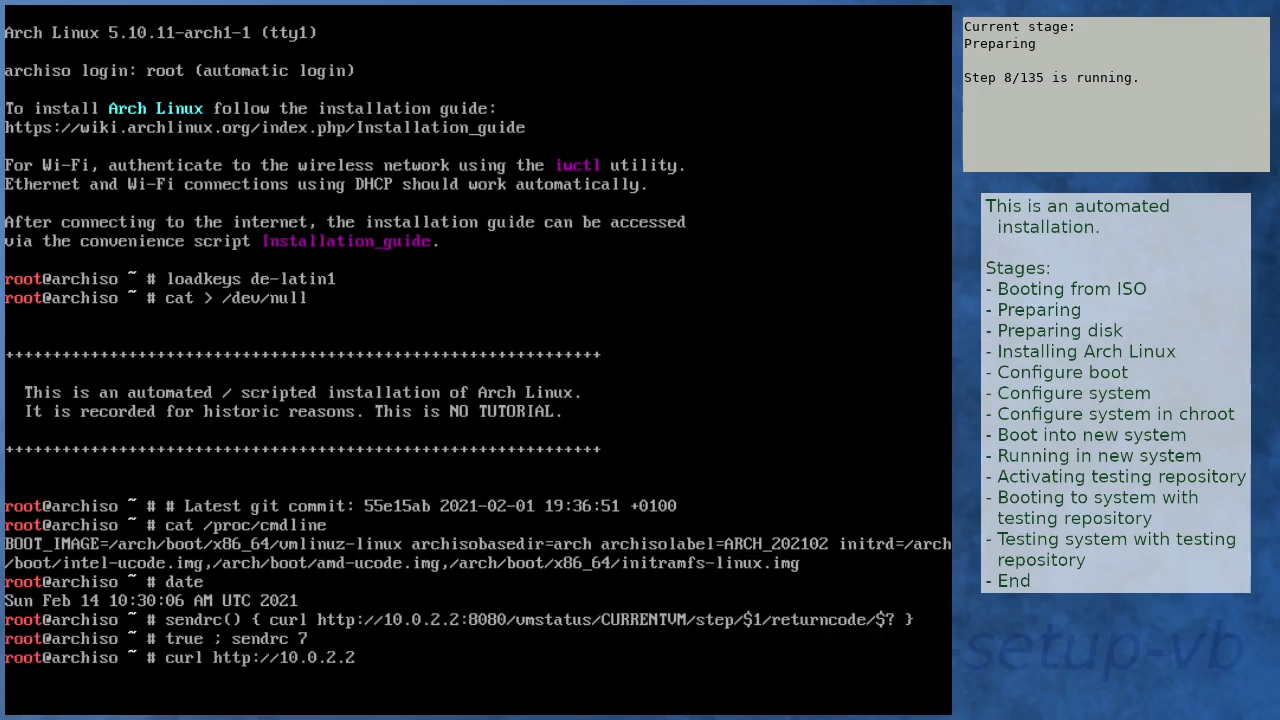 Arch Linux 5.10.11-arch1-1 (tty1)
archiso login: root (automatic login)
To install Arch Linux follow the installation guide:
https://wiki.archlinux.org/index.php/Installation_guide
For Wi-Fi, authenticate to the wireless network using the iwctl utility.
Ethernet and Wi-Fi connections using DHCP should work automatically.
After connecting to the internet, the installation guide can be accessed
via the convenience script Installation_guide.
root@archiso ~ # loadkeys de-latin1
root@archiso ~ # cat > /dev/null
+++++++++++++++++++++++++++++++++++++++++++++++++++++++++++++++
This is an automated / scripted installation of Arch Linux.
It is recorded for historic reasons. This is NO TUTORIAL.
+++++++++++++++++++++++++++++++++++++++++++++++++++++++++++++++
root@archiso ~ # # Latest git commit: 55e15ab 2021-02-01 19:36:51 +0100
root@archiso ~ # cat /proc/cmdline
BOOT_IMAGE=/arch/boot/x86_64/vmlinuz-linux archisobasedir=arch archisolabel=ARCH_202102 initrd=/arch
/boot/intel-ucode.img,/arch/boot/amd-ucode.img,/arch/boot/x86_64/initramfs-linux.img
root@archiso ~ # date
Sun Feb 14 10:30:06 AM UTC 2021
root@archiso ~ # sendrc() { curl http://10.0.2.2:8080/vmstatus/CURRENTVM/step/$1/returncode/$? }
root@archiso ~ # true ; sendrc 7
root@archiso ~ # curl http://10.0.2.2
Current stage:
Preparing
Step 8/135 is running.
This is an automated
installation.
Stages:
- Booting from ISO
- Preparing
- Preparing disk
- Installing Arch Linux
- Configure boot
- Configure system
- Configure system in chroot
- Boot into new system
- Running in new system
- Activating testing repository
- Booting to system with
testing repository
- Testing system with testing
repository
- End
-setup-vb